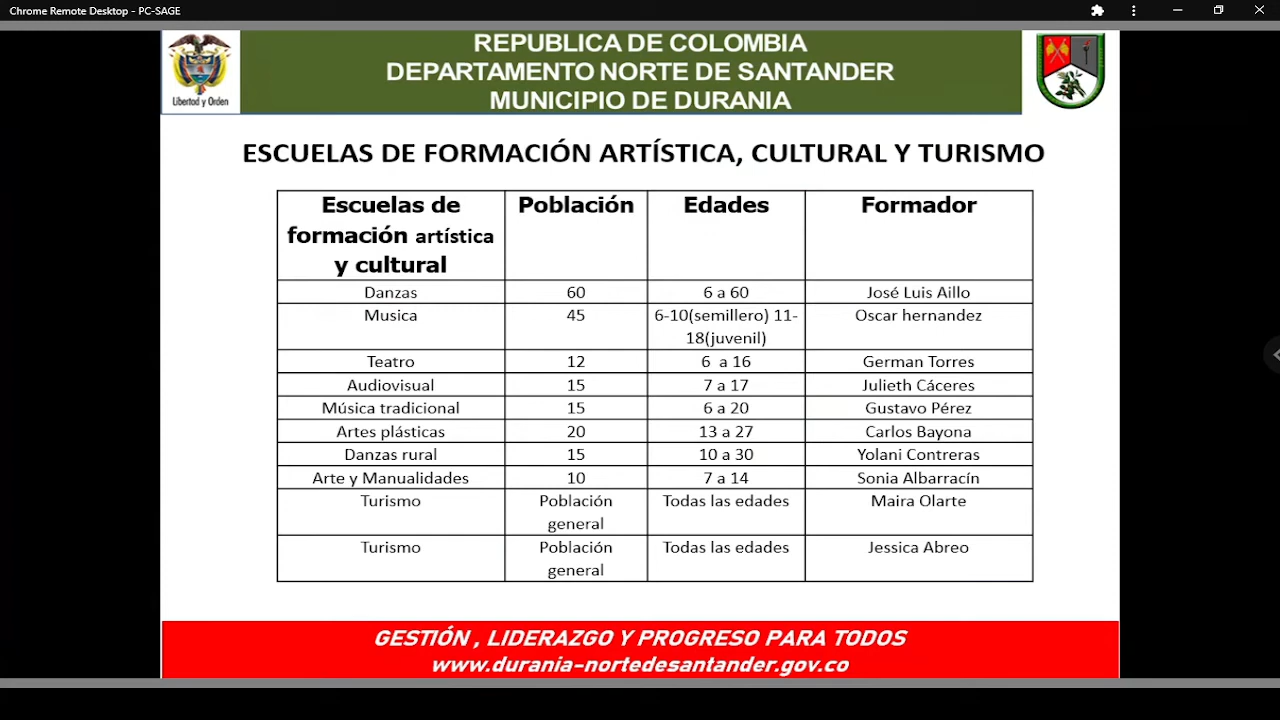 Chrome Remote Desktop - PC-SAGE
REPUBLICA DE COLOMBIA
DEPARTAMENTO NORTE DE SANTANDER
MUNICIPIO DE DURANIA
Libertad y Orden
ESCUELAS DE FORMACIÓN ARTÍSTICA, CULTURAL Y TURISMO
Escuelas de formación artística y cultural Población Edades Formador
Danzas 60 6 a 60 José Luis Aillo
Musica 45 6-10(semillero) 11-18(juvenil) Oscar hernandez
Teatro 12 6 a 16 German Torres
Audiovisual 15 7 a 17 Julieth Cáceres
Música tradicional 15 6 a 20 Gustavo Pérez
Artes plásticas 20 13 a 27 Carlos Bayona
Danzas rural 15 10 a 30 Yolani Contreras
Arte y Manualidades 10 7 a 14 Sonia Albarracín
Turismo Población general Todas las edades Maira Olarte
Turismo Población general Todas las edades Jessica Abreo
GESTIÓN , LIDERAZGO Y PROGRESO PARA TODOS
www.durania-nortedesantander.gov.co